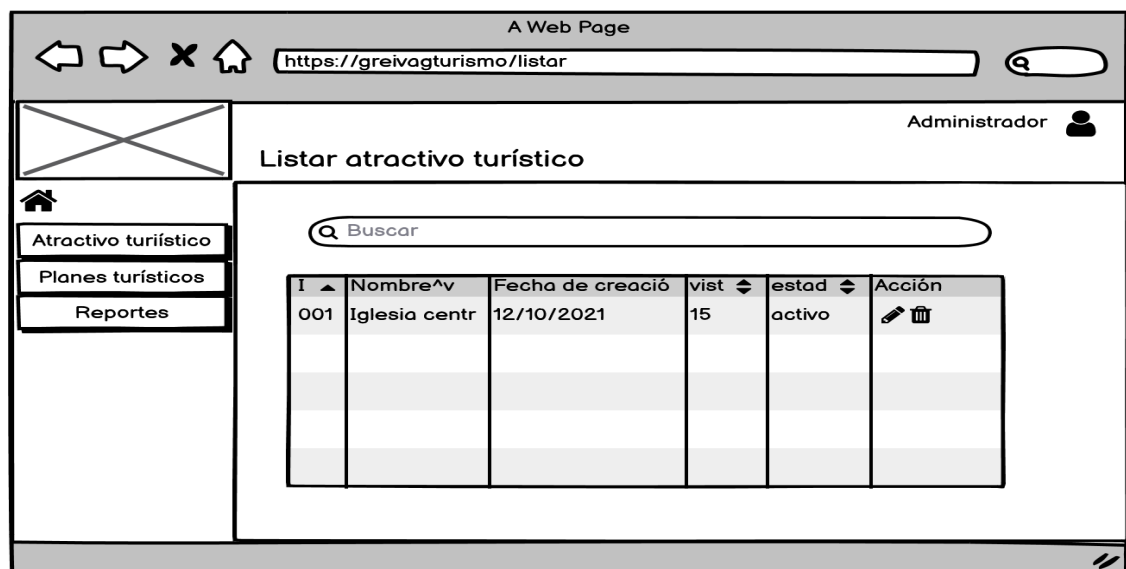 A Web Page
https://greivagturismo/listar
Administrador
Listar atractivo turístico
Atractivo turiístico
Planes turísticos
Reportes
Buscar
I Nombre^v Fecha de creació vist estad Acción
001 Iglesia centr 12/10/2021 15 activo